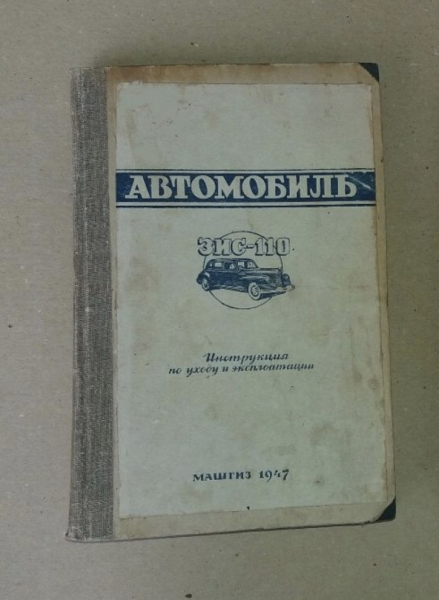 АВТОМОБИЛЬ
ЗИС-110
Инструкция
по уходу и эксплоатации
МАШГИЗ 1947